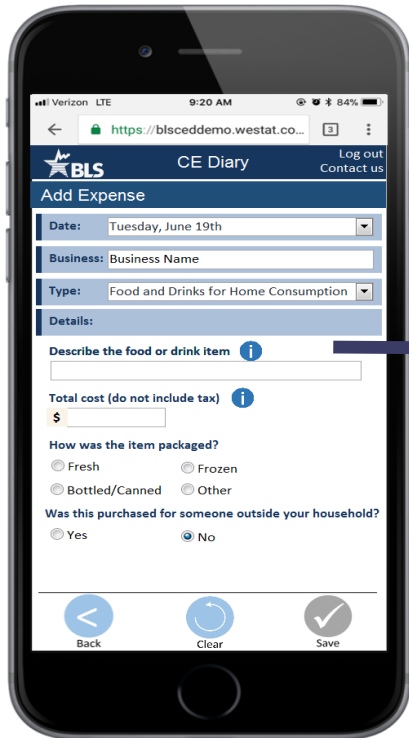 Verizon LTE 9:20 AM 84%
https://blsceddemo.westat.co... 3
BLS CE Diary Log out
Contact us
Add Expense
Date: Tuesday, June 19th
Business: Business Name
Type: Food and Drinks for Home Consumption
Details:
Describe the food or drink item i
Total cost (do not include tax) i
$
How was the item packaged?
Fresh Frozen
Bottled/Canned Other
Was this purchased for someone outside your household?
Yes No
Back Clear Save